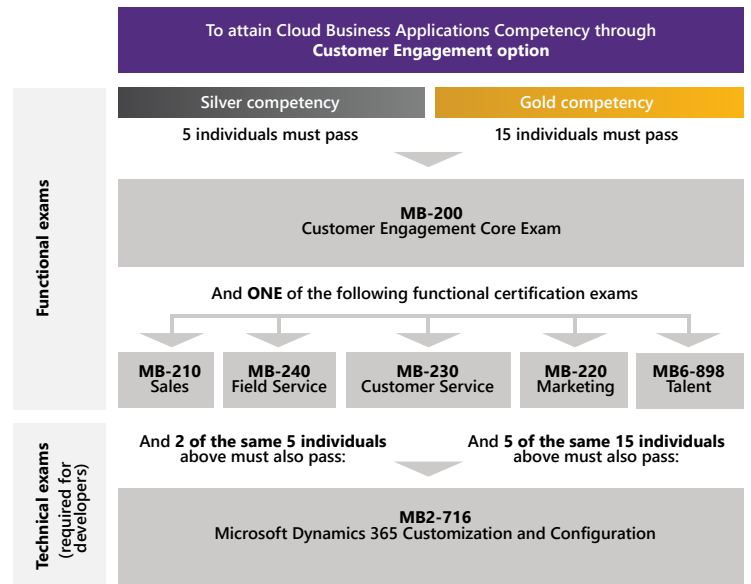 To attain Cloud Business Applications Competency through
Customer Engagement option
Silver competency
Gold competency
5 individuals must pass
15 individuals must pass
Functional exams
MB-200
Customer Engagement Core Exam
And ONE of the following functional certification exams
MB-210
Sales
MB-240
Field Service
MB-230
Customer Service
MB-220
Marketing
MB6-898
Talent
Technical exams
(required for
developers)
And 2 of the same 5 individuals
above must also pass:
And 5 of the same 15 individuals
above must also pass:
MB2-716
Microsoft Dynamics 365 Customization and Configuration